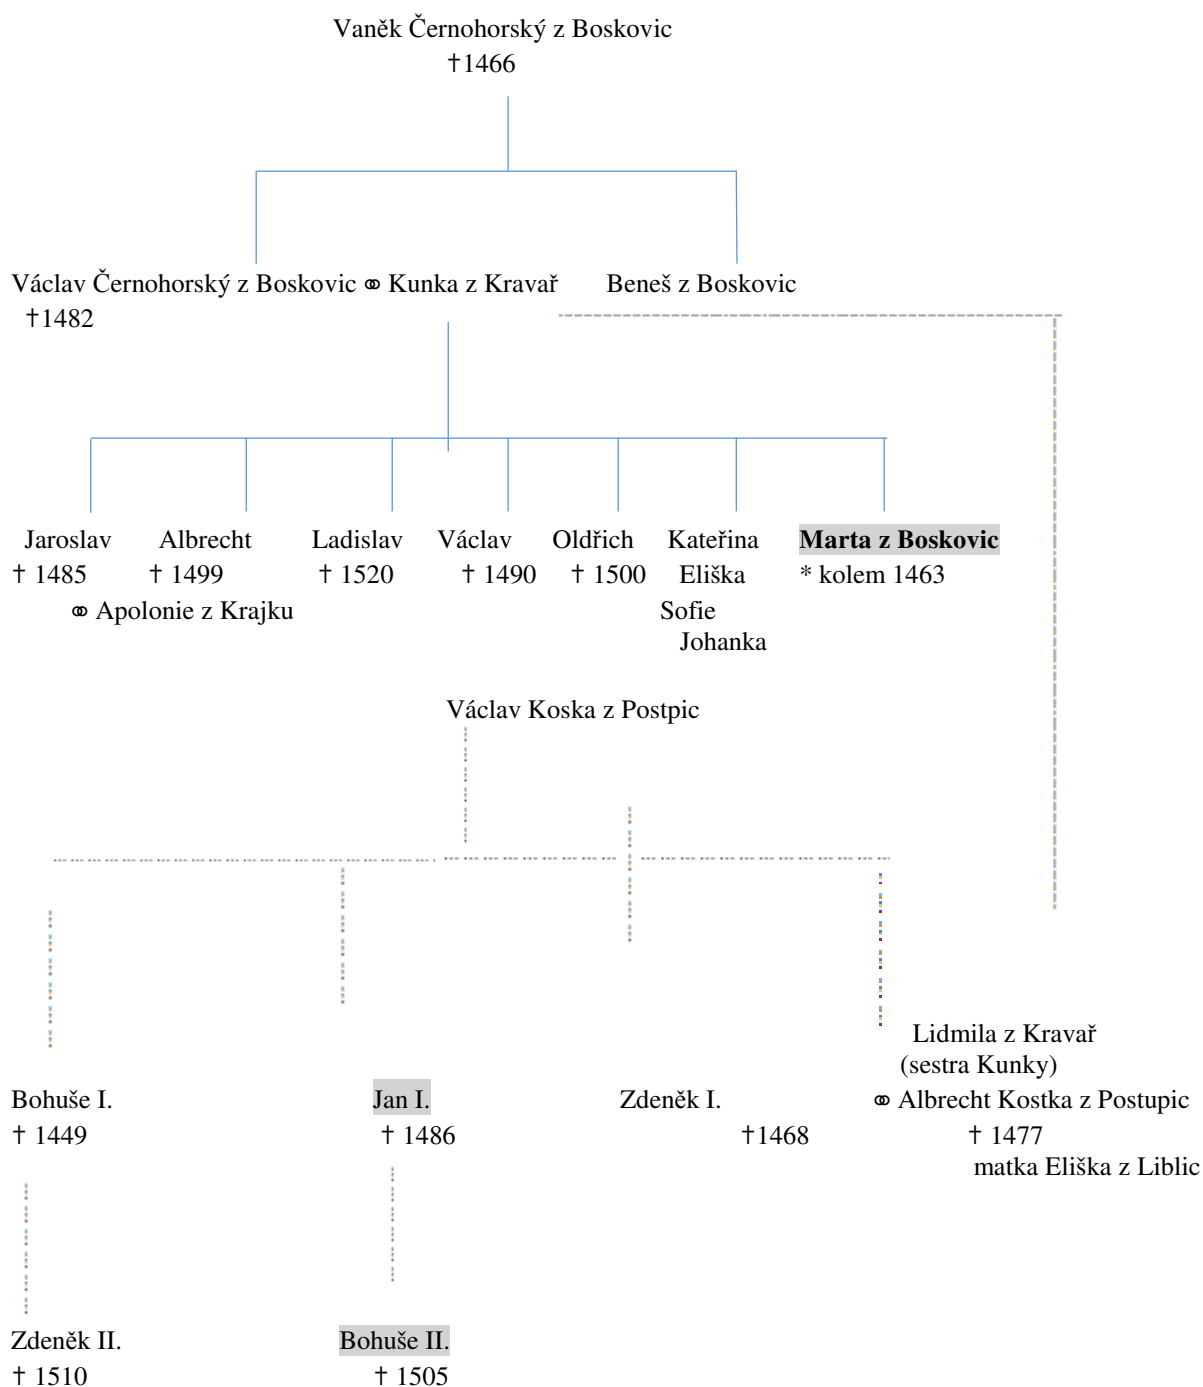 Vaněk Černohorský z Boskovic
†1466
Václav Černohorský z Boskovic ⚭ Kunka z Kravař Beneš z Boskovic
†1482
Jaroslav Albrecht Ladislav Václav Oldřich Kateřina Marta z Boskovic
† 1485 † 1499 † 1520 † 1490 † 1500 Eliška * kolem 1463
⚭ Apolonie z Krajku Sofie
Johanka
Václav Koska z Postpic
Lidmila z Kravař
(sestra Kunky)
Bohuše I. Jan I. Zdeněk I. ⚭ Albrecht Kostka z Postupic
† 1449 † 1486 †1468 † 1477
matka Eliška z Liblic
Zdeněk II. Bohuše II.
† 1510 † 1505